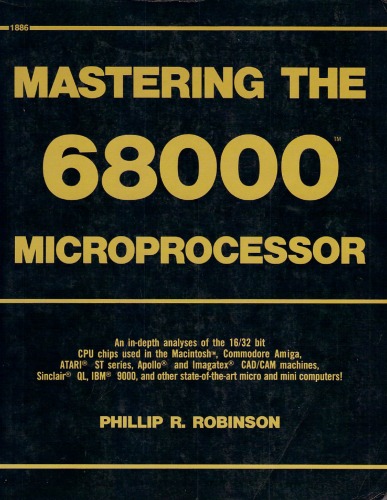 1886
MASTERING THE
68000™
MICROPROCESSOR
An in-depth analyses of the 16/32 bit
CPU chips used in the Macintosh™, Commodore Amiga,
ATARI® ST series, Apollo® and Imagatex® CAD/CAM machines,
Sinclair® QL, IBM® 9000, and other state-of-the-art micro and mini computers!
PHILLIP R. ROBINSON